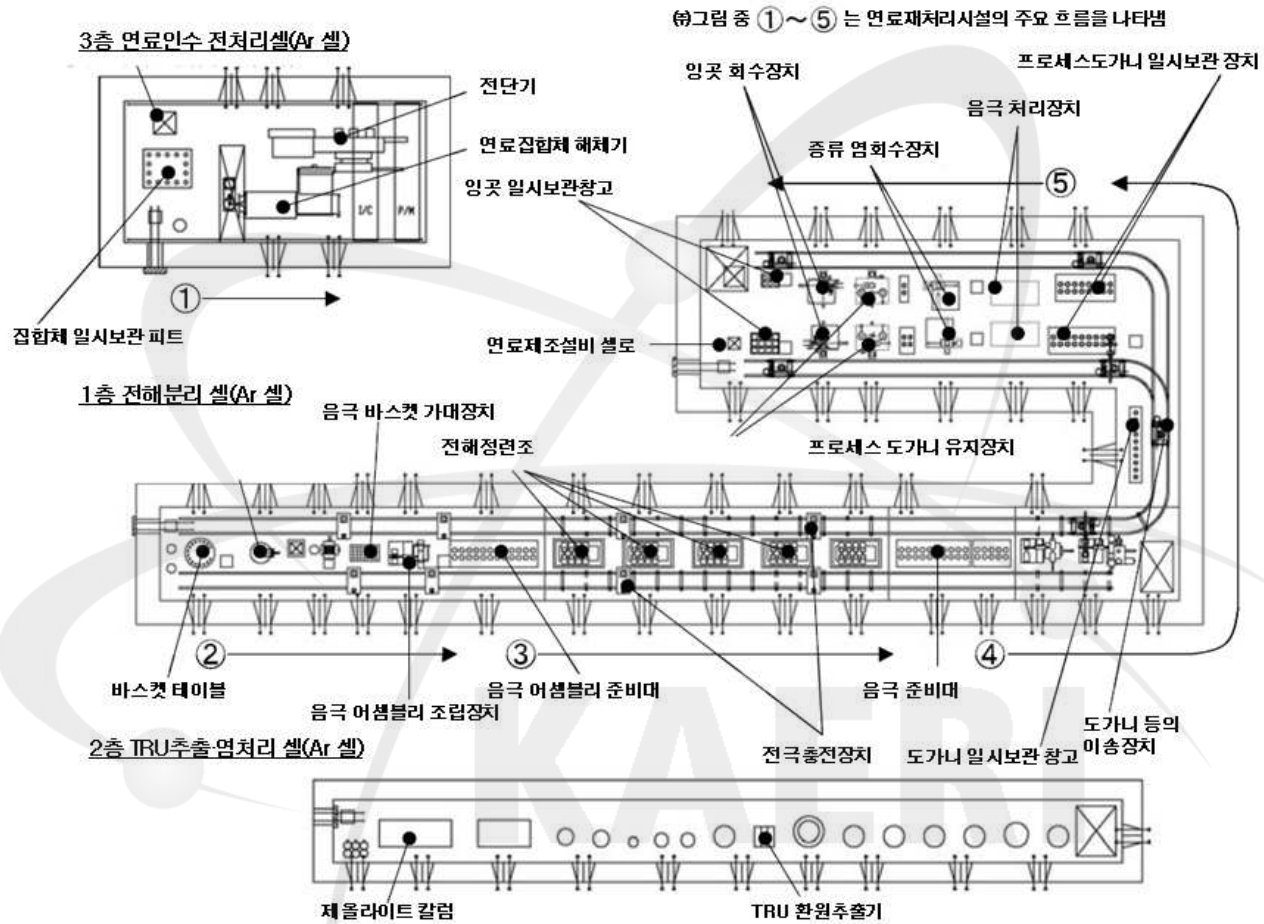 ㈜그림 중 ①～⑤ 는 연료재처리시설의 주요 흐름을 나타냄
3층 연료인수 전처리셀(Ar 셀)
전단기
연료집합체 해체기
I/C
P/M
①
집합체 일시보관 피트
잉곳 회수장치
프로세스도가니 일시보관 장치
음극 처리장치
증류 염회수장치
잉곳 일시보관창고
⑤
연료제조설비 셀로
프로세스 도가니 유지장치
1층 전해분리 셀(Ar 셀)
음극 바스켓 가대장치
전해정련조
②
③
④
바스켓 테이블
음극 어셈블리 조립장치
음극 어셈블리 준비대
음극 준비대
전극충전장치
도가니 일시보관 창고
도가니 등의
이송장치
2층 TRU추출·염처리 셀(Ar 셀)
제올라이트 칼럼
TRU 환원추출기
KAERI